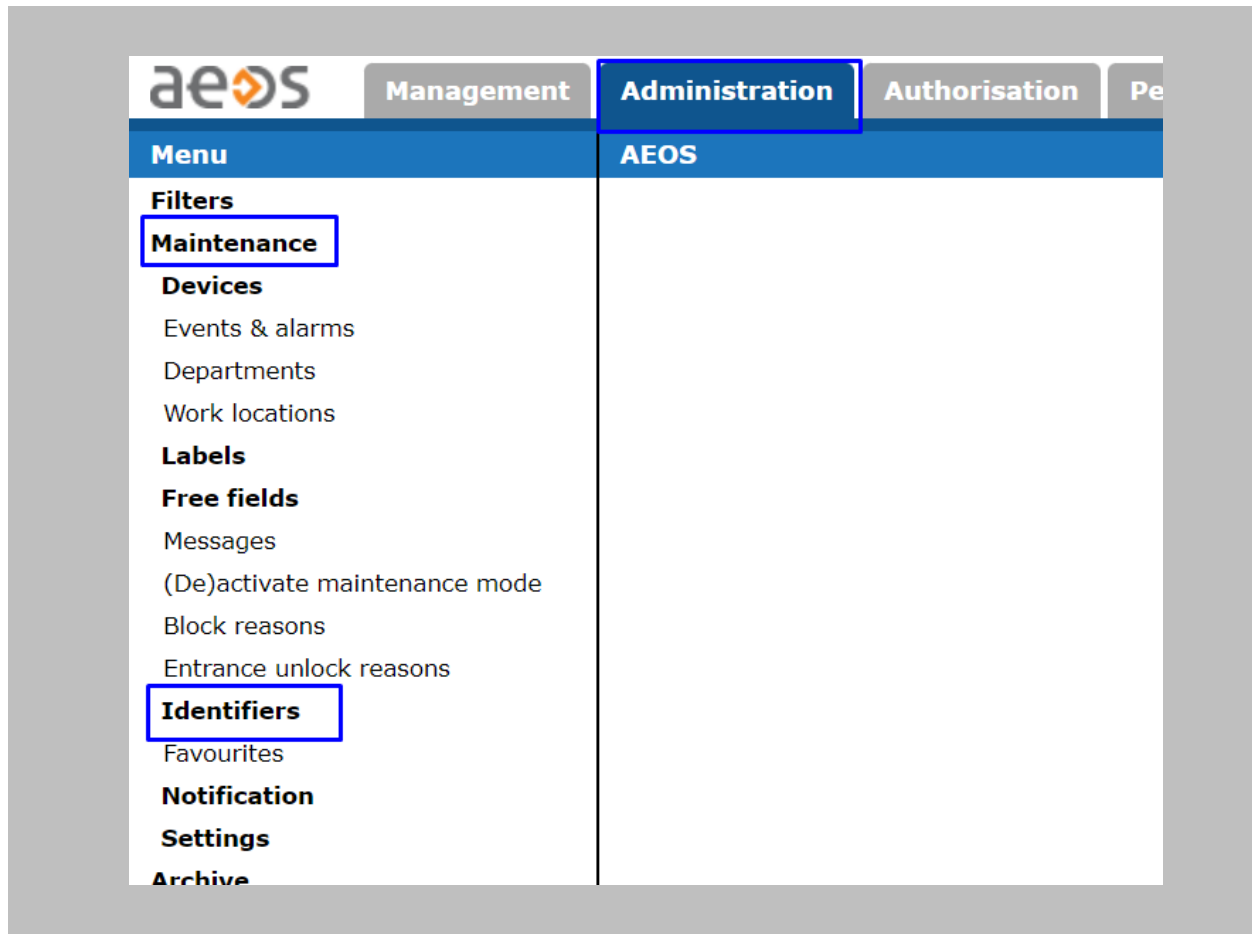 aeos Management Administration Authorisation Pe
Menu AEOS
Filters
Maintenance
Devices
Events & alarms
Departments
Work locations
Labels
Free fields
Messages
(De)activate maintenance mode
Block reasons
Entrance unlock reasons
Identifiers
Favourites
Notification
Settings
Archive